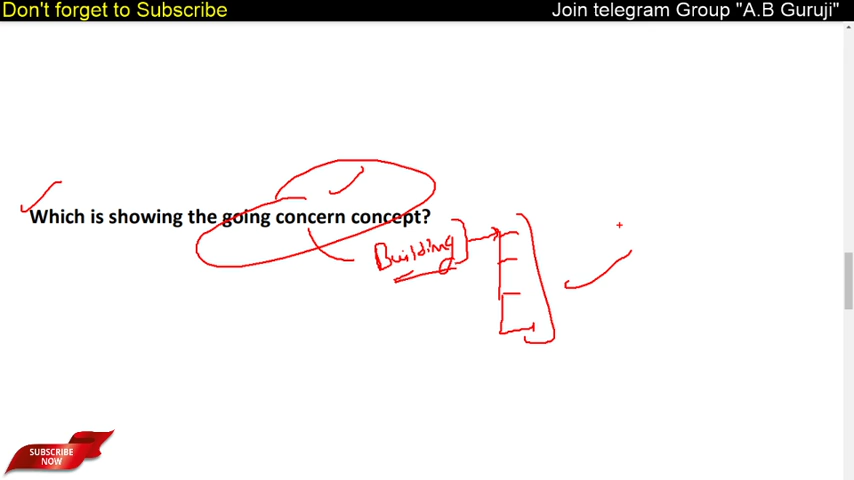 Don't forget to Subscribe
Join telegram Group "A.B Guruji"
Which is showing the going concern concept?
Building
SUBSCRIBE
NOW